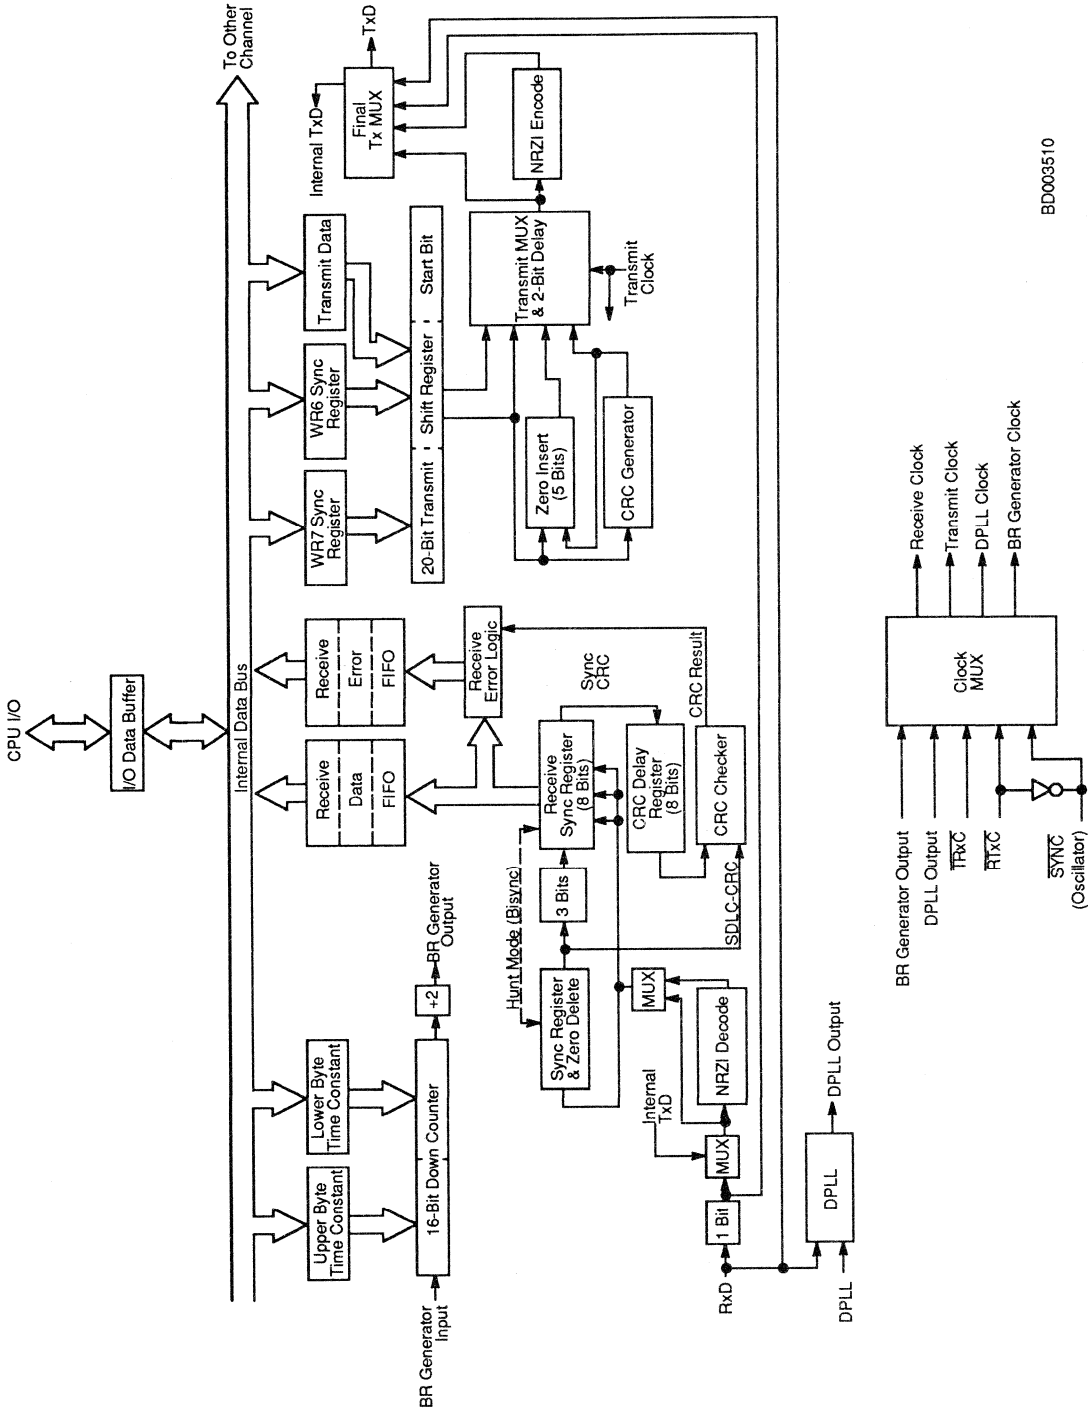 CPU I/O
I/O Data Buffer
Internal Data Bus
To Other
Channel
Upper Byte
Time Constant
Lower Byte
Time Constant
16-Bit Down Counter
BR Generator
Input
÷2
BR Generator
Output
Receive
Data
FIFO
Receive
Error
FIFO
Receive
Error Logic
Hunt Mode (Bisync)
Sync Register
& Zero Delete
3 Bits
Receive
Sync Register
(8 Bits)
Sync
CRC
CRC Delay
Register
(8 Bits)
CRC Checker
CRC Result
SDLC-CRC
MUX
NRZI Decode
Internal
TxD
MUX
1 Bit
RxD
DPLL
DPLL
DPLL Output
WR7 Sync
Register
WR6 Sync
Register
Transmit Data
20-Bit Transmit
Shift Register
Start Bit
Zero Insert
(5 Bits)
CRC Generator
Transmit MUX
& 2-Bit Delay
Transmit
Clock
NRZI Encode
Final
Tx MUX
Internal TxD
TxD
BR Generator Output
DPLL Output
TRxC
RTxC
SYNC
(Oscillator)
Clock
MUX
Receive Clock
Transmit Clock
DPLL Clock
BR Generator Clock
BD003510